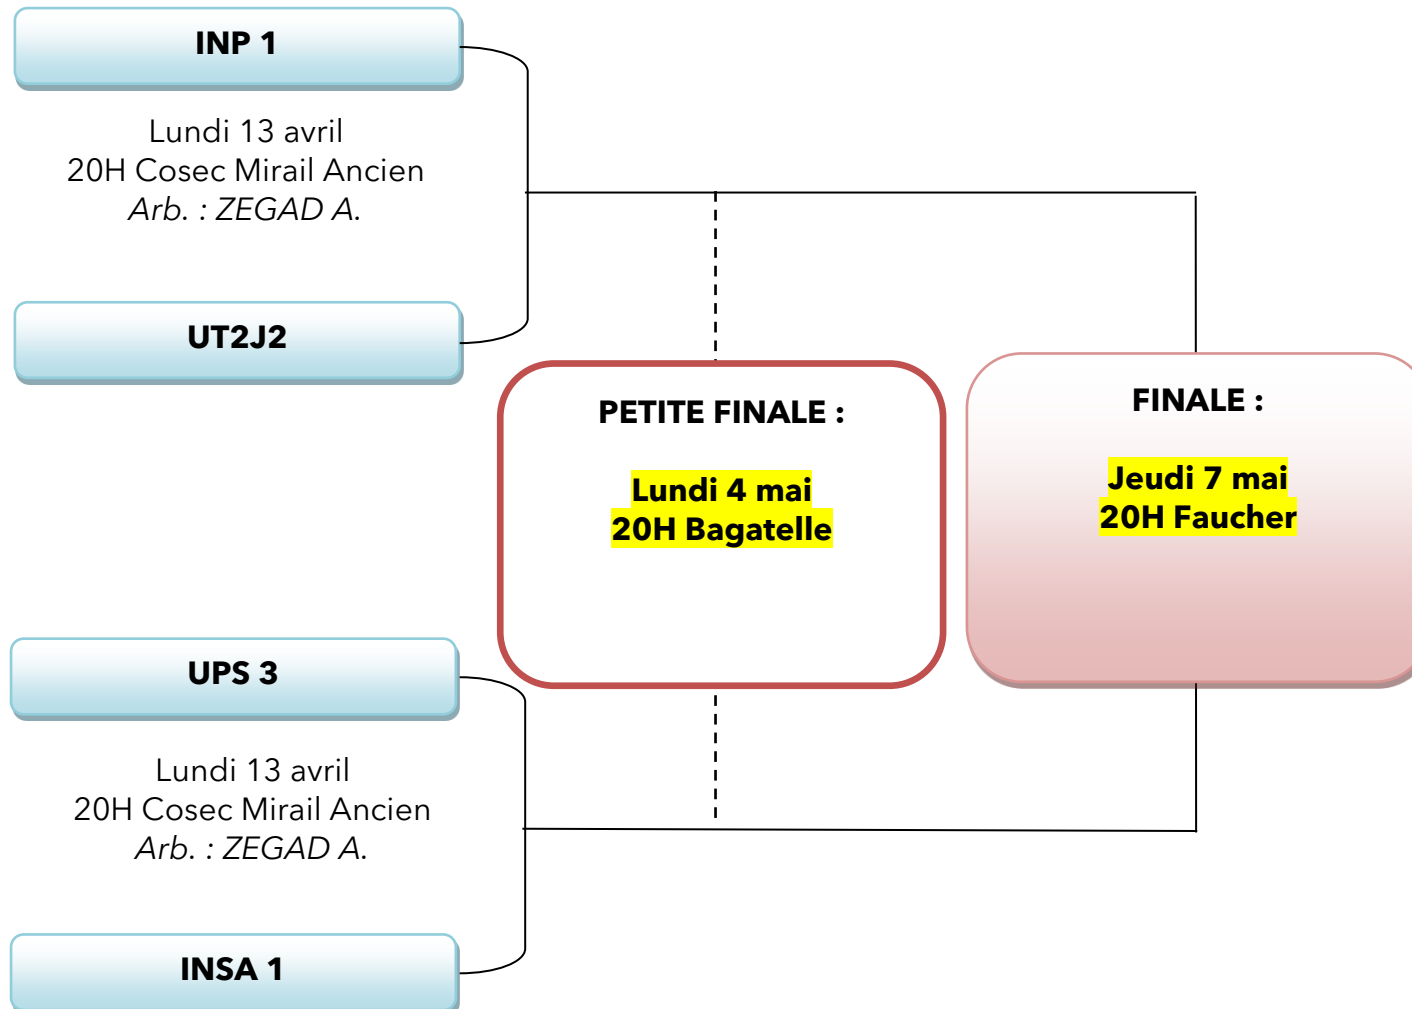 INP 1
Lundi 13 avril
20H Cosec Mirail Ancien
Arb. : ZEGAD A.
UT2J2
PETITE FINALE :
Lundi 4 mai
20H Bagatelle
FINALE :
Jeudi 7 mai
20H Faucher
UPS 3
Lundi 13 avril
20H Cosec Mirail Ancien
Arb. : ZEGAD A.
INSA 1